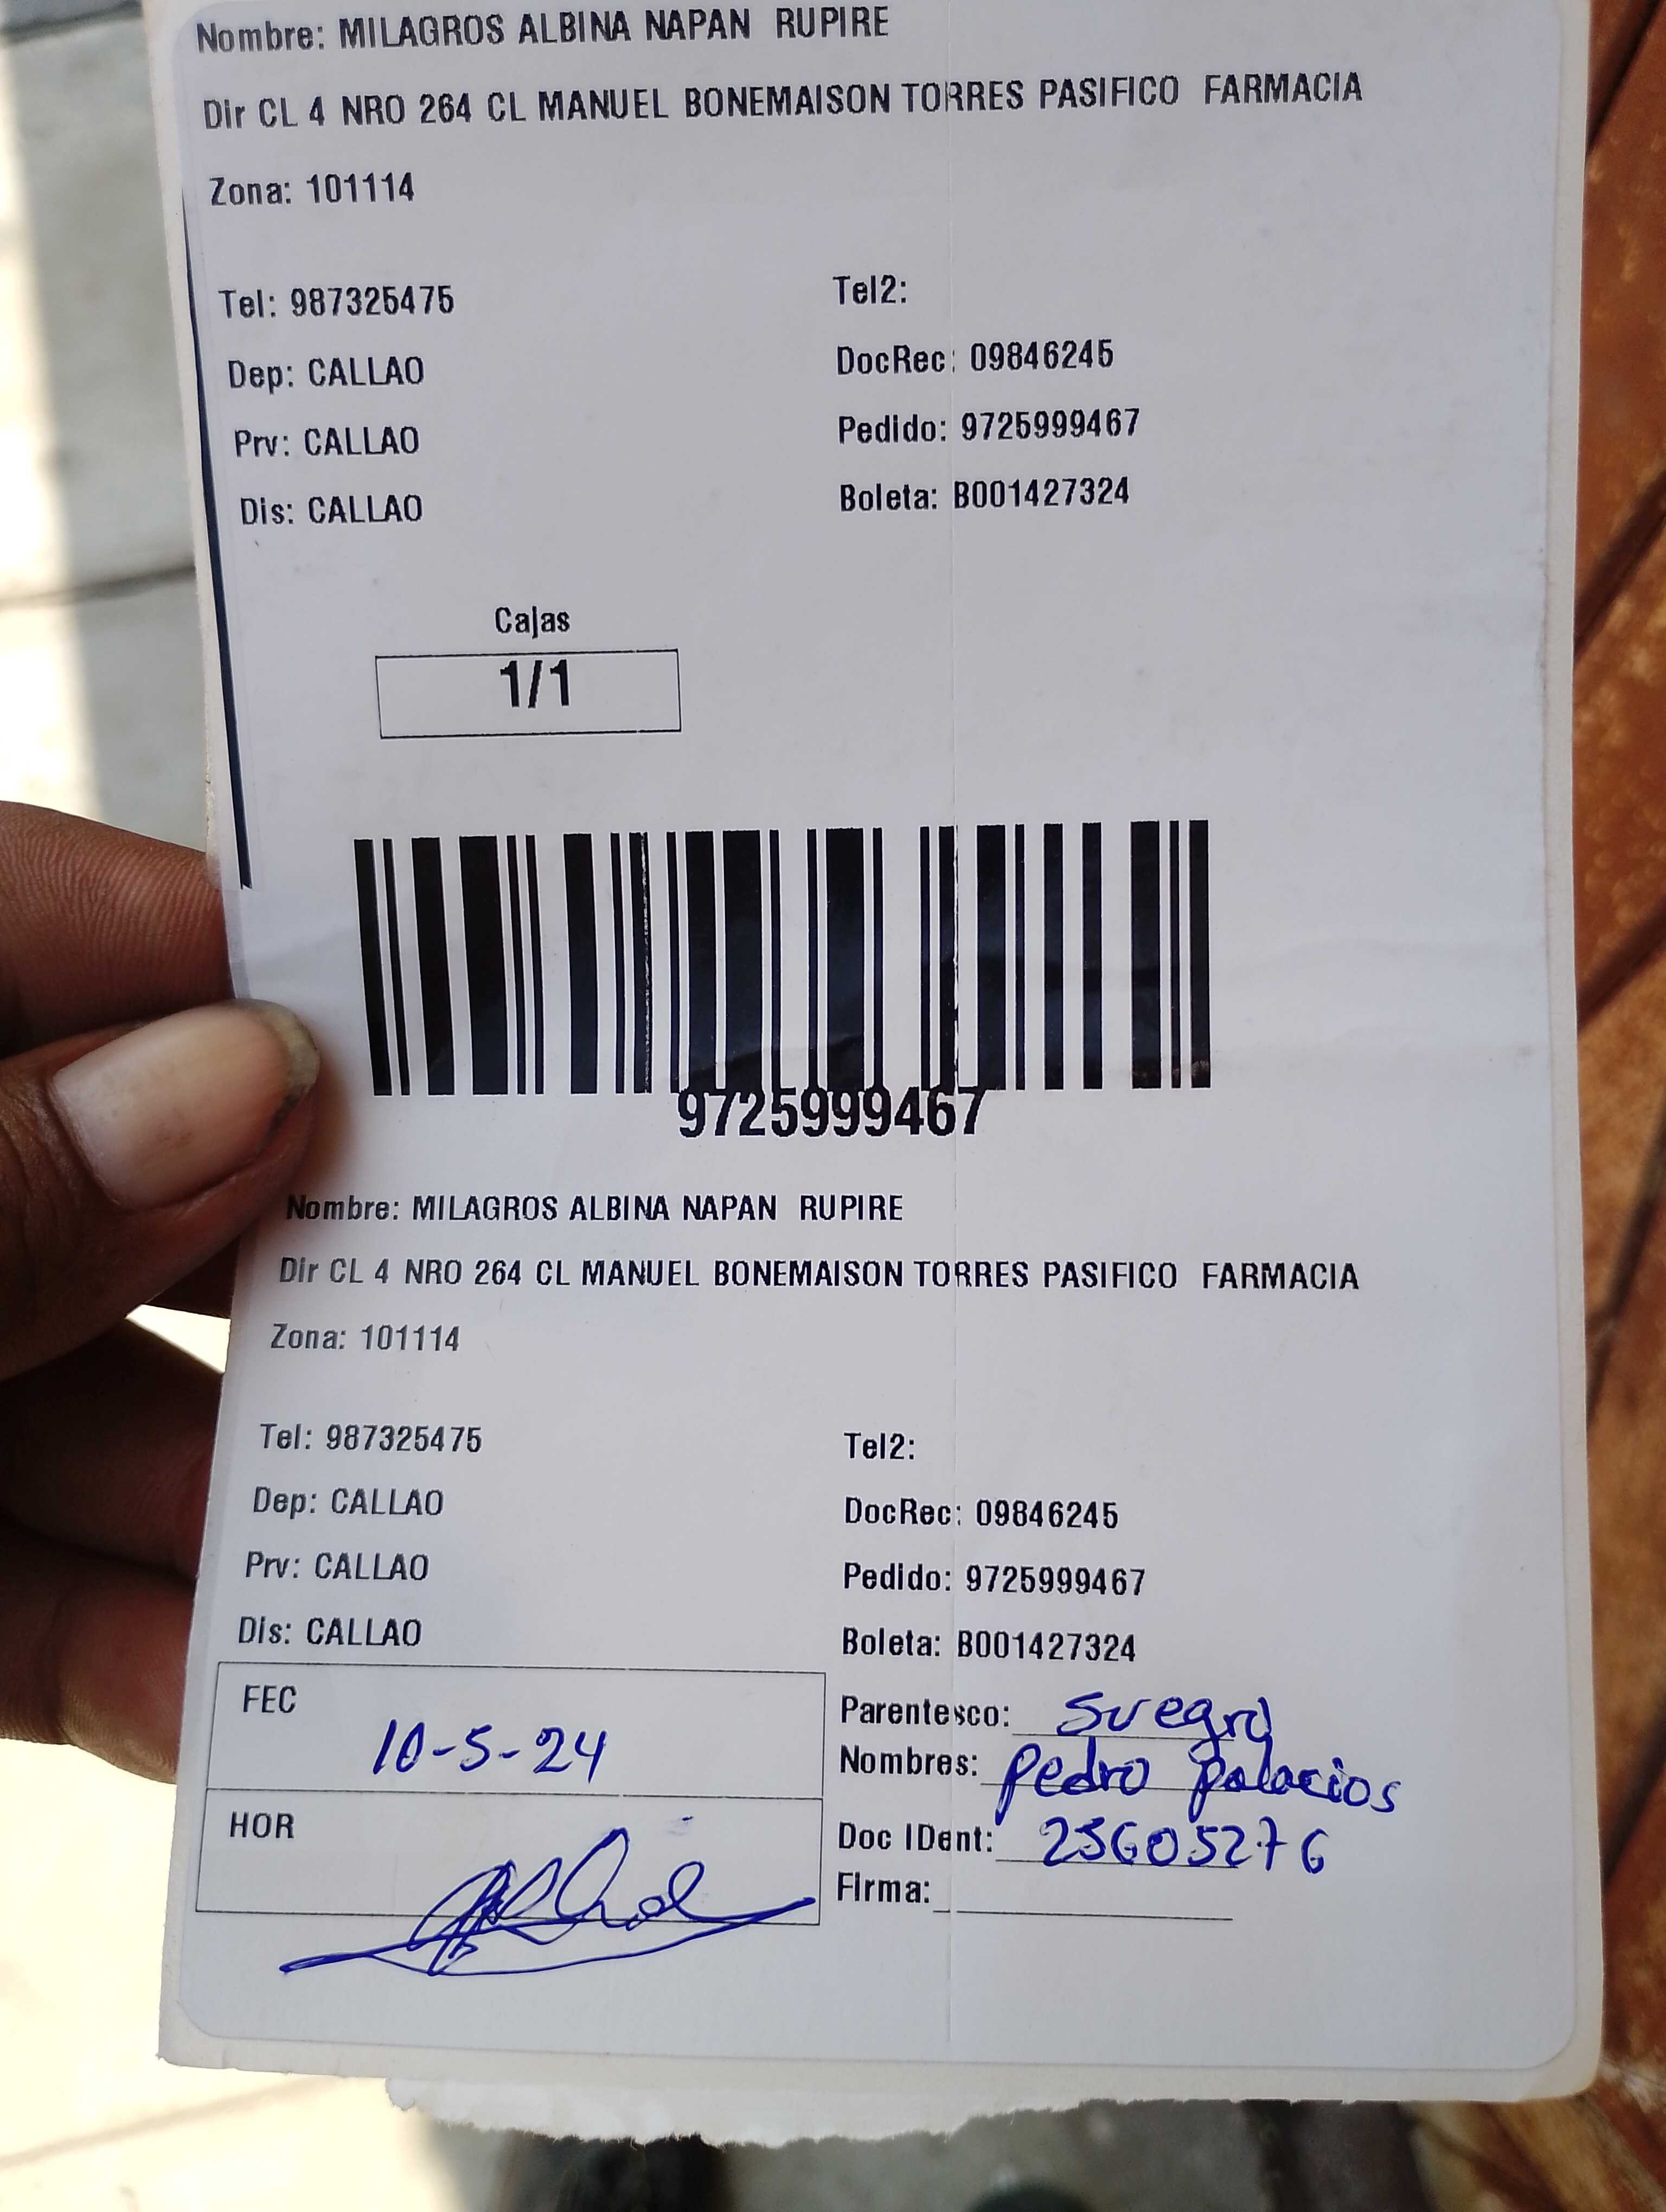 Nombre: MILAGROS ALBINA NAPAN RUPIRE
Dir CL 4 NRO 264 CL MANUEL BONEMAISON TORRES PASIFICO FARMACIA
Zona: 101114
Tel: 987325475
Tel2:
Dep: CALLAO
DocRec: 09846245
Prv: CALLAO
Pedido: 9725999467
Dis: CALLAO
Boleta: B001427324
Cajas
1/1
9725999467
Nombre: MILAGROS ALBINA NAPAN RUPIRE
Dir CL 4 NRO 264 CL MANUEL BONEMAISON TORRES PASIFICO FARMACIA
Zona: 101114
Tel: 987325475
Tel2:
Dep: CALLAO
DocRec: 09846245
Prv: CALLAO
Pedido: 9725999467
Dis: CALLAO
Boleta: B001427324
FEC
10-5-24
HOR
Parentesco: Suegro
Nombres: Pedro Palacios
Doc IDent: 25605276
Firma: